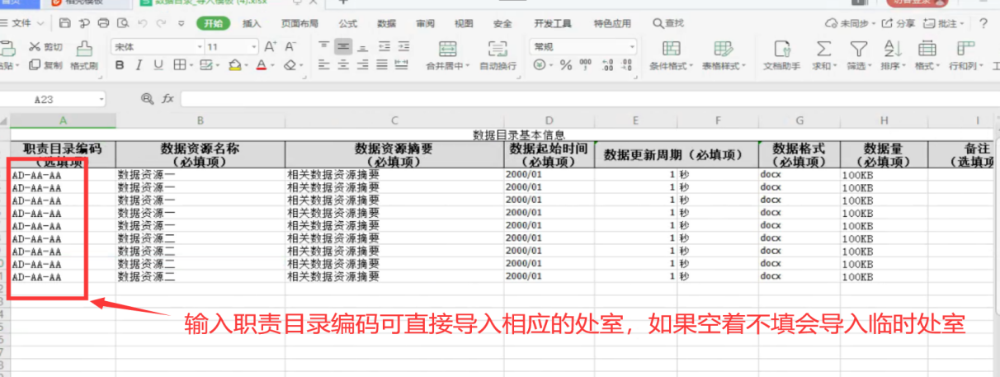 首页 稻壳模板 数据目录_导入模板 (4).xlsx 访客登录
文件 开始 插入 页面布局 公式 数据 审阅 视图 安全 开发工具 特色应用 查找 未同步 分享 批注
剪切 宋体 11 常规
粘贴 复制 格式刷 合并居中 自动换行 条件格式 表格样式 文档助手 求和 筛选 排序 格式 行和列
A23 fx
A B C D E F G H I
数据目录基本信息
职责目录编码 数据资源名称 数据资源摘要 数据起始时间 数据更新周期（必填项） 数据格式 数据量 备注
（选填项） （必填项） （必填项） （必填项） （必填项） （必填项） （选填项
AD-AA-AA 数据资源一 相关数据资源摘要 2000/01 1 秒 docx 100KB
AD-AA-AA 数据资源一 相关数据资源摘要 2000/01 1 秒 docx 100KB
AD-AA-AA 数据资源一 相关数据资源摘要 2000/01 1 秒 docx 100KB
AD-AA-AA 数据资源一 相关数据资源摘要 2000/01 1 秒 docx 100KB
AD-AA-AA 数据资源一 相关数据资源摘要 2000/01 1 秒 docx 100KB
AD-AA-AA 数据资源二 相关数据资源摘要 2000/01 1 秒 docx 100KB
AD-AA-AA 数据资源二 相关数据资源摘要 2000/01 1 秒 docx 100KB
AD-AA-AA 数据资源二 相关数据资源摘要 2000/01 1 秒 docx 100KB
AD-AA-AA 数据资源二 相关数据资源摘要 2000/01 1 秒 docx 100KB
输入职责目录编码可直接导入相应的处室，如果空着不填会导入临时处室